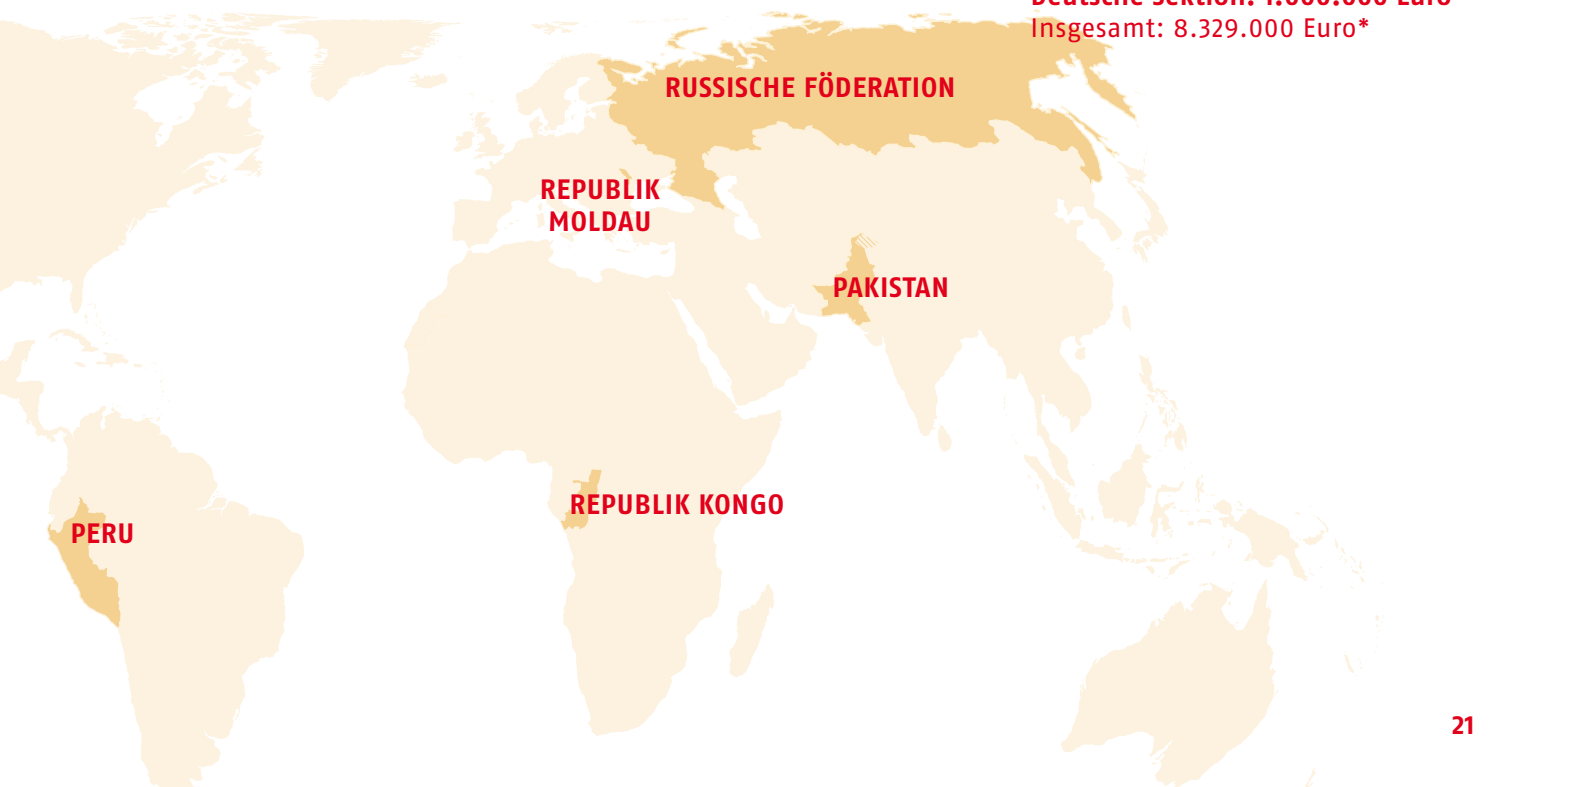 Insgesamt: 8.329.000 Euro*
RUSSISCHE FÖDERATION
REPUBLIK
MOLDAU
PAKISTAN
REPUBLIK KONGO
PERU
21